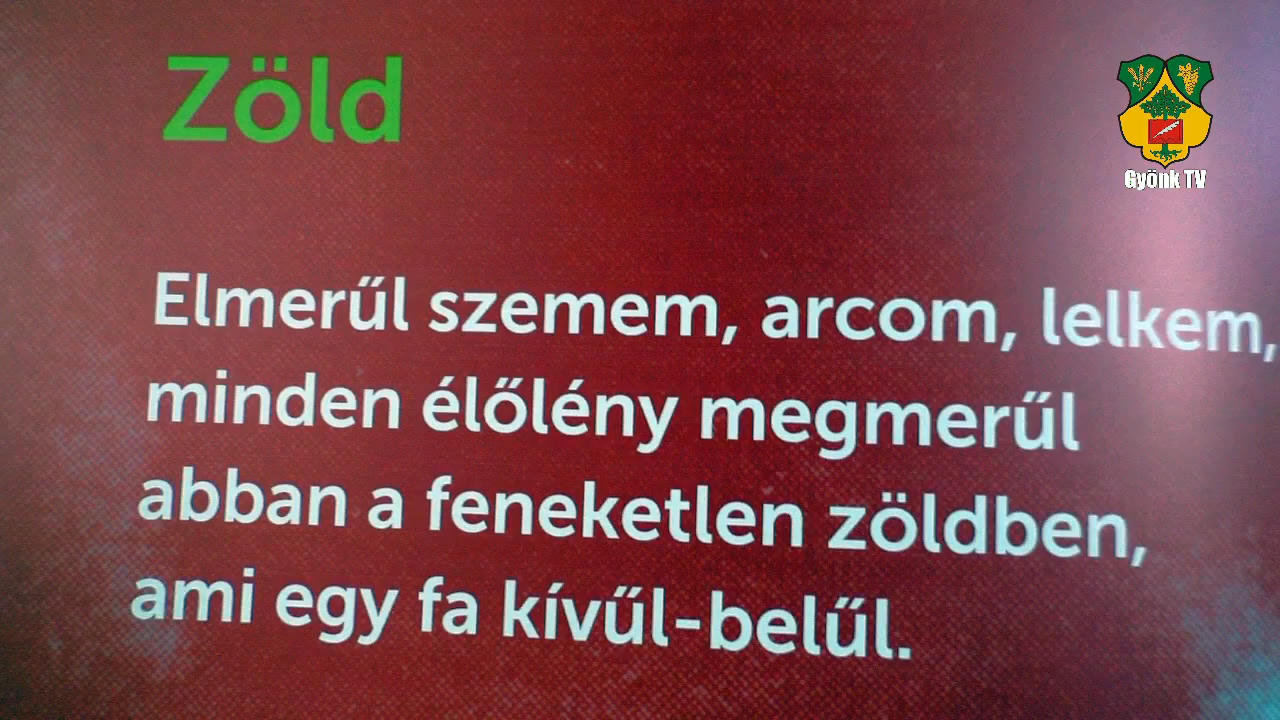 Zöld
Gyönk TV
Elmerűl szemem, arcom, lelkem,
minden élőlény megmerűl
abban a feneketlen zöldben,
ami egy fa kívűl-belűl.